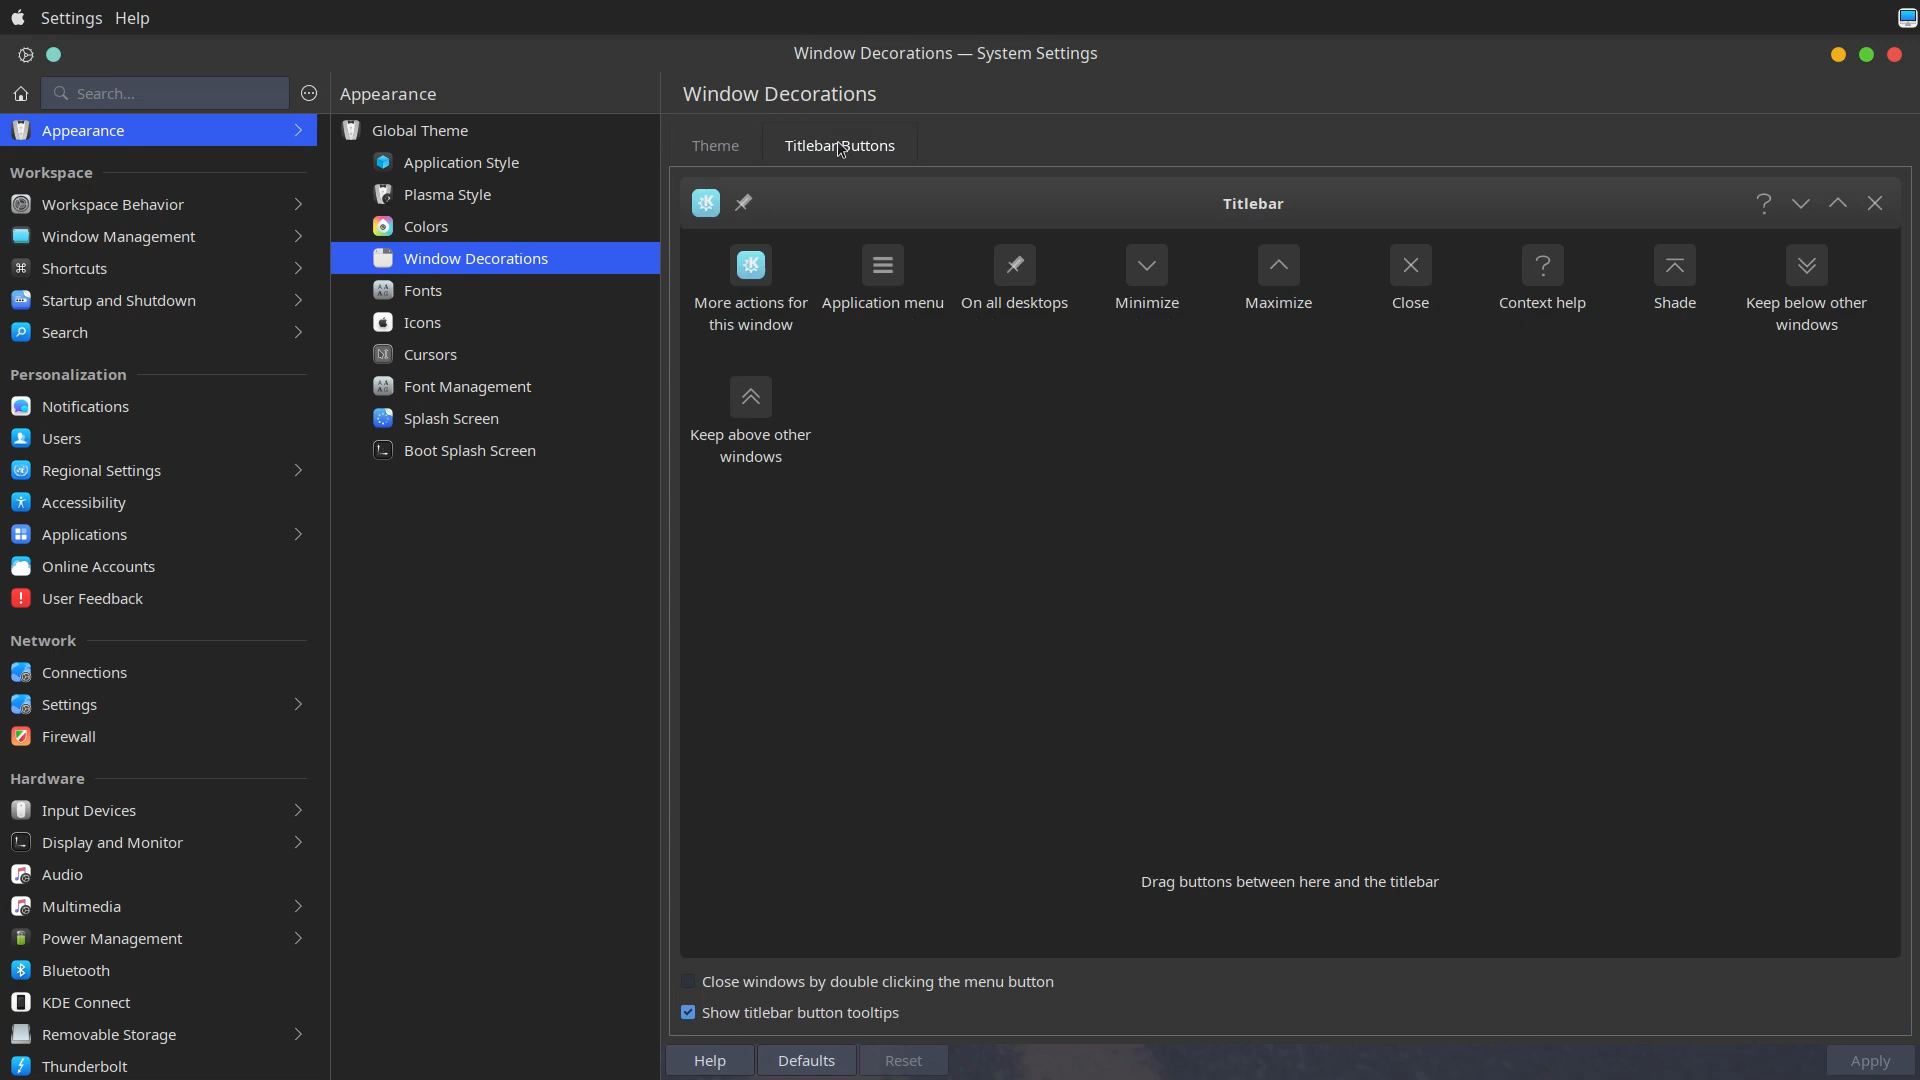 Settings Help
Window Decorations — System Settings
Search...
Appearance
Workspace
Workspace Behavior
Window Management
Shortcuts
Startup and Shutdown
Search
Personalization
Notifications
Users
Regional Settings
Accessibility
Applications
Online Accounts
User Feedback
Network
Connections
Settings
Firewall
Hardware
Input Devices
Display and Monitor
Audio
Multimedia
Power Management
Bluetooth
KDE Connect
Removable Storage
Thunderbolt
Appearance
Global Theme
Application Style
Plasma Style
Colors
Window Decorations
Fonts
Icons
Cursors
Font Management
Splash Screen
Boot Splash Screen
Window Decorations
Theme
Titlebar Buttons
Titlebar
More actions for
this window
Application menu
On all desktops
Minimize
Maximize
Close
Context help
Shade
Keep below other
windows
Keep above other
windows
Drag buttons between here and the titlebar
Close windows by double clicking the menu button
Show titlebar button tooltips
Help
Defaults
Reset
Apply